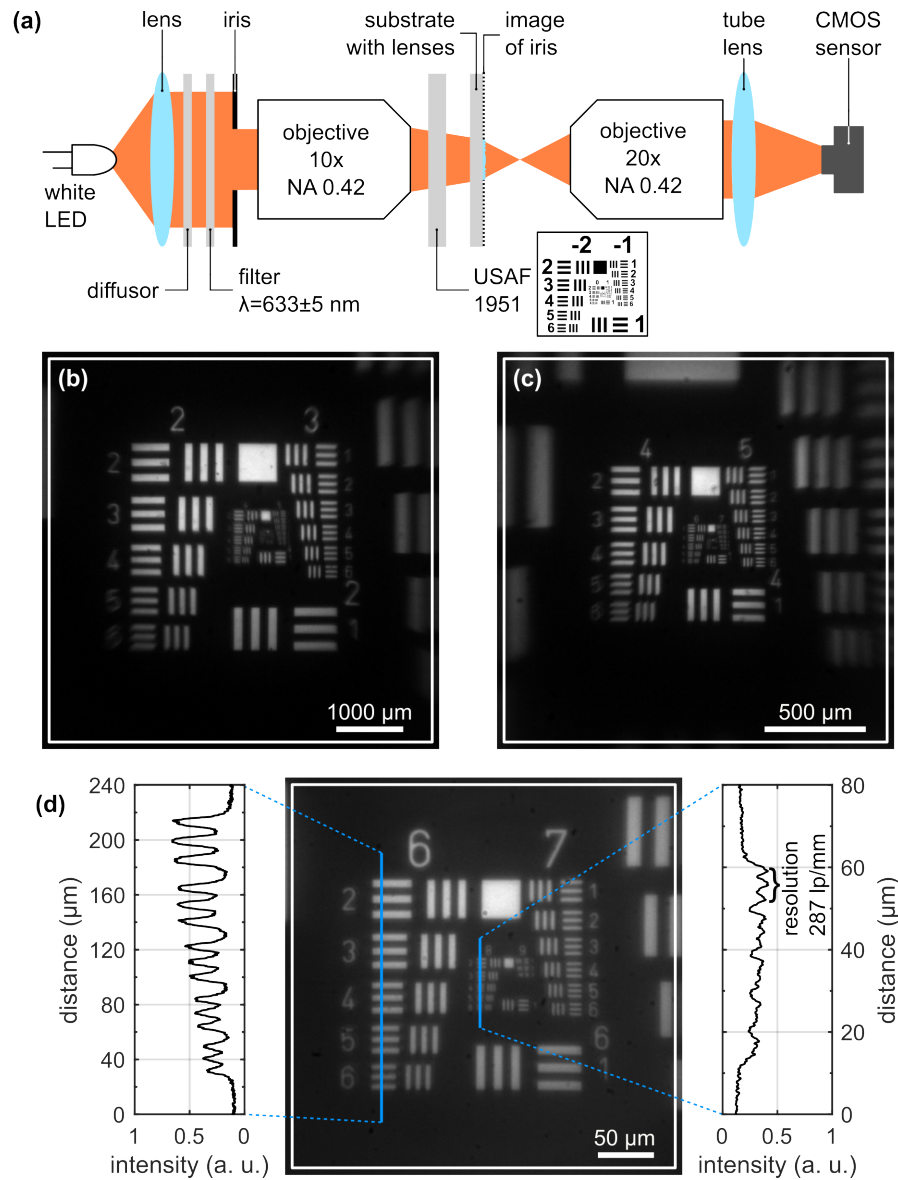 (a)
lens
iris
substrate
with lenses
image
of iris
tube
lens
CMOS
sensor
objective
10x
NA 0.42
objective
20x
NA 0.42
white
LED
diffusor
filter
λ=633±5 nm
USAF
1951
-2 -1
2
3
4
5
6
1
2
3
4
5
6
0 1
1
(b)
2 3
2
3
4
5
6
1
2
3
4
5
6
2
1
1000 µm
(c)
4 5
2
3
4
5
6
1
2
3
4
5
6
4
1
500 µm
(d)
240
200
160
120
80
40
0
distance (µm)
1 0.5 0
intensity (a. u.)
6 7
2
3
4
5
6
1
2
3
4
5
6
6
1
50 µm
80
60
40
20
0
distance (µm)
resolution
287 lp/mm
0 0.5 1
intensity (a. u.)